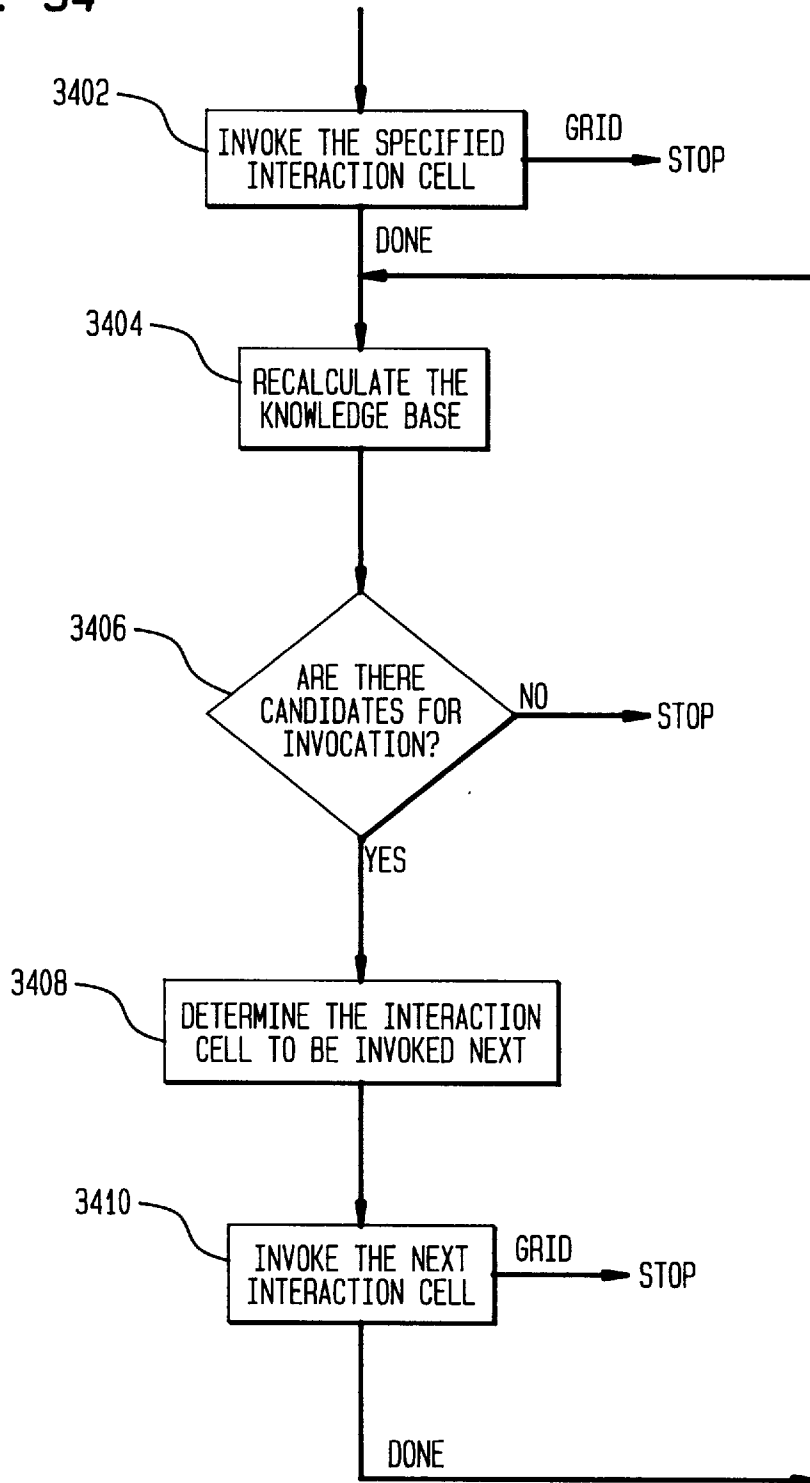 34
3402
INVOKE THE SPECIFIED
INTERACTION CELL
GRID
STOP
DONE
3404
RECALCULATE THE
KNOWLEDGE BASE
3406
ARE THERE
CANDIDATES FOR
INVOCATION?
NO
STOP
YES
3408
DETERMINE THE INTERACTION
CELL TO BE INVOKED NEXT
3410
INVOKE THE NEXT
INTERACTION CELL
GRID
STOP
DONE